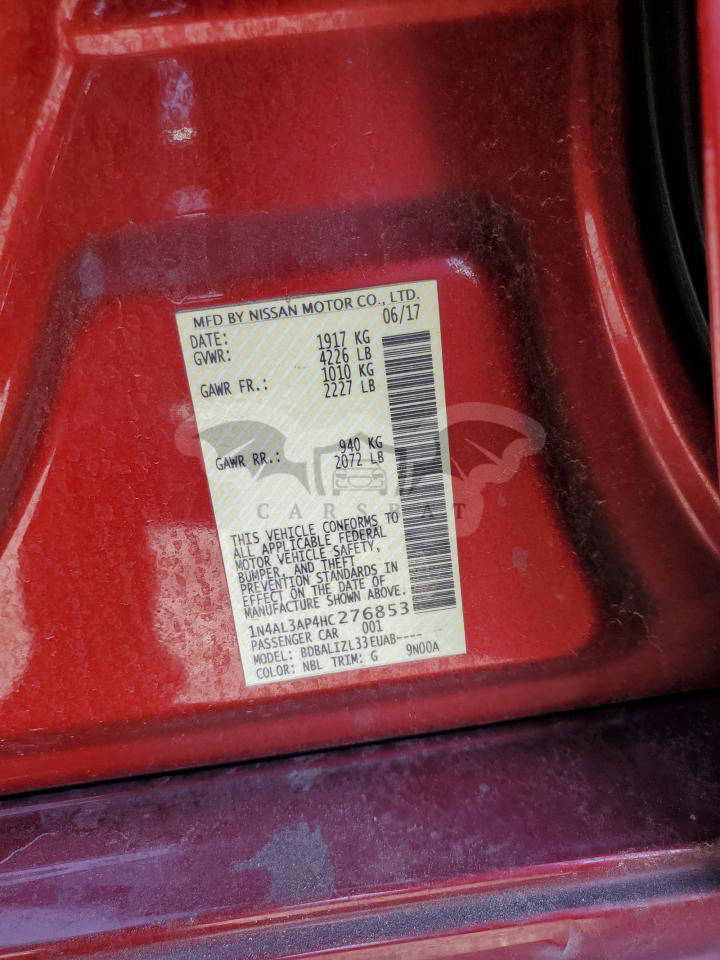 MFD BY NISSAN MOTOR CO., LTD.
DATE: 06/17
GVWR: 1917 KG
4226 LB
GAWR FR.: 1010 KG
2227 LB
GAWR RR.: 940 KG
2072 LB
CARSBAT
THIS VEHICLE CONFORMS TO
ALL APPLICABLE FEDERAL
MOTOR VEHICLE SAFETY,
BUMPER, AND THEFT
PREVENTION STANDARDS IN
EFFECT ON THE DATE OF
MANUFACTURE SHOWN ABOVE.
1N4AL3AP4HC276853
PASSENGER CAR 001
MODEL: BDBALIZL33EUAB----
COLOR: NBL TRIM: G 9N00A